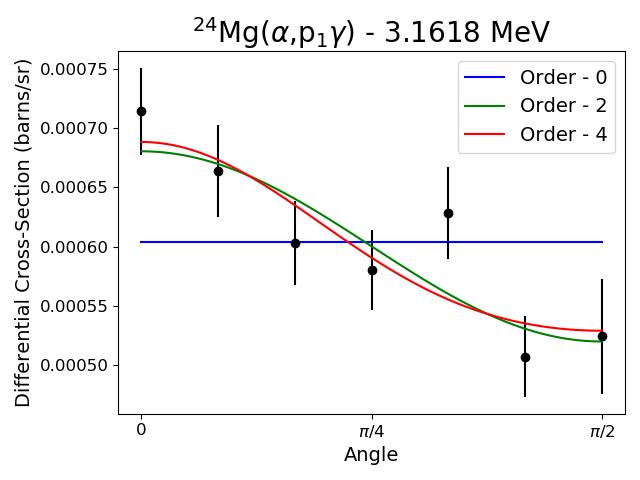 ²⁴Mg(α,p₁γ) - 3.1618 MeV
Differential Cross-Section (barns/sr)
0.00075
0.00070
0.00065
0.00060
0.00055
0.00050
Order - 0
Order - 2
Order - 4
0
π/4
π/2
Angle